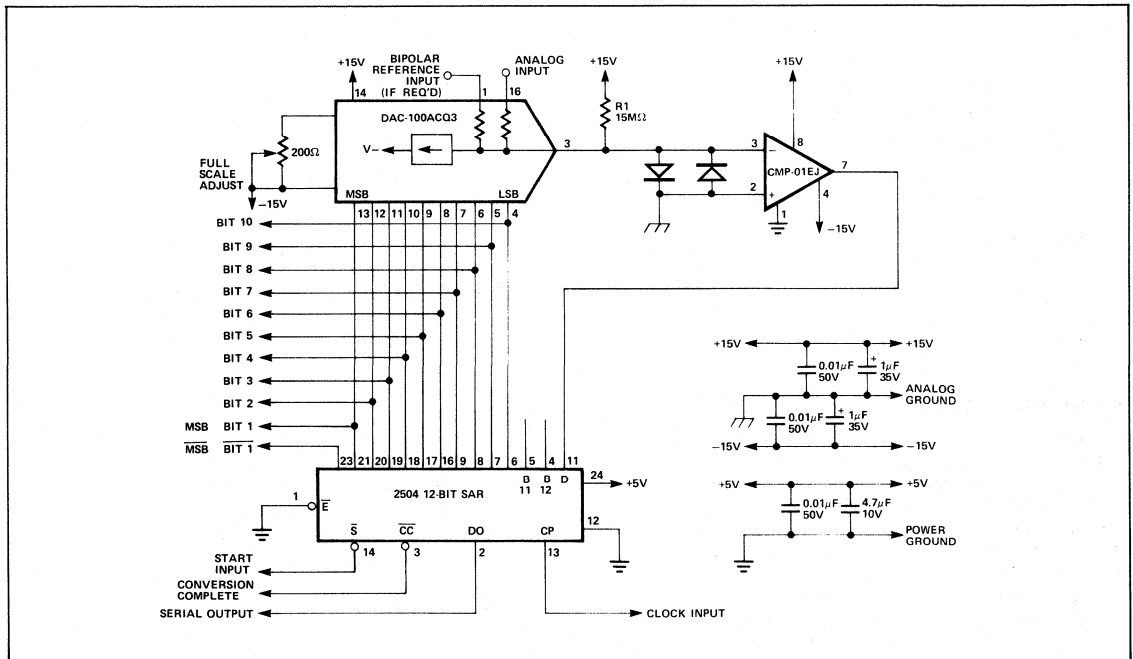 +15V
14
BIPOLAR
REFERENCE
INPUT
(IF REQ'D)
1
ANALOG
INPUT
16
DAC-100ACQ3
V−
200Ω
FULL
SCALE
ADJUST
−15V
MSB
LSB
13 12 11 10 9 8 7 6 5 4
3
+15V
R1
15MΩ
+15V
8
3
−
CMP-01EJ
7
2
+
1
4
−15V
BIT 10
BIT 9
BIT 8
BIT 7
BIT 6
BIT 5
BIT 4
BIT 3
BIT 2
MSB BIT 1
MSB BIT 1
23 21 20 19 18 17 16 9 8 7 6 5 4 11
B
11
B
12
D
24
+5V
1
E
2504 12-BIT SAR
12
S
CC
DO
CP
14
3
2
13
START
INPUT
CONVERSION
COMPLETE
SERIAL OUTPUT
CLOCK INPUT
+15V
+15V
0.01μF
50V
+
1μF
35V
ANALOG
GROUND
0.01μF
50V
+
1μF
35V
−15V
−15V
+5V
+5V
0.01μF
50V
4.7μF
10V
POWER
GROUND